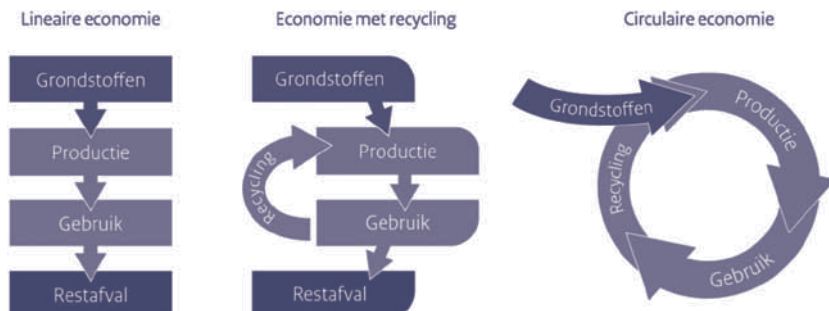 Lineaire economie
Grondstoffen
Productie
Gebruik
Restafval
Economie met recycling
Grondstoffen
Productie
Recycling
Gebruik
Restafval
Circulaire economie
Grondstoffen
Productie
Recycling
Gebruik